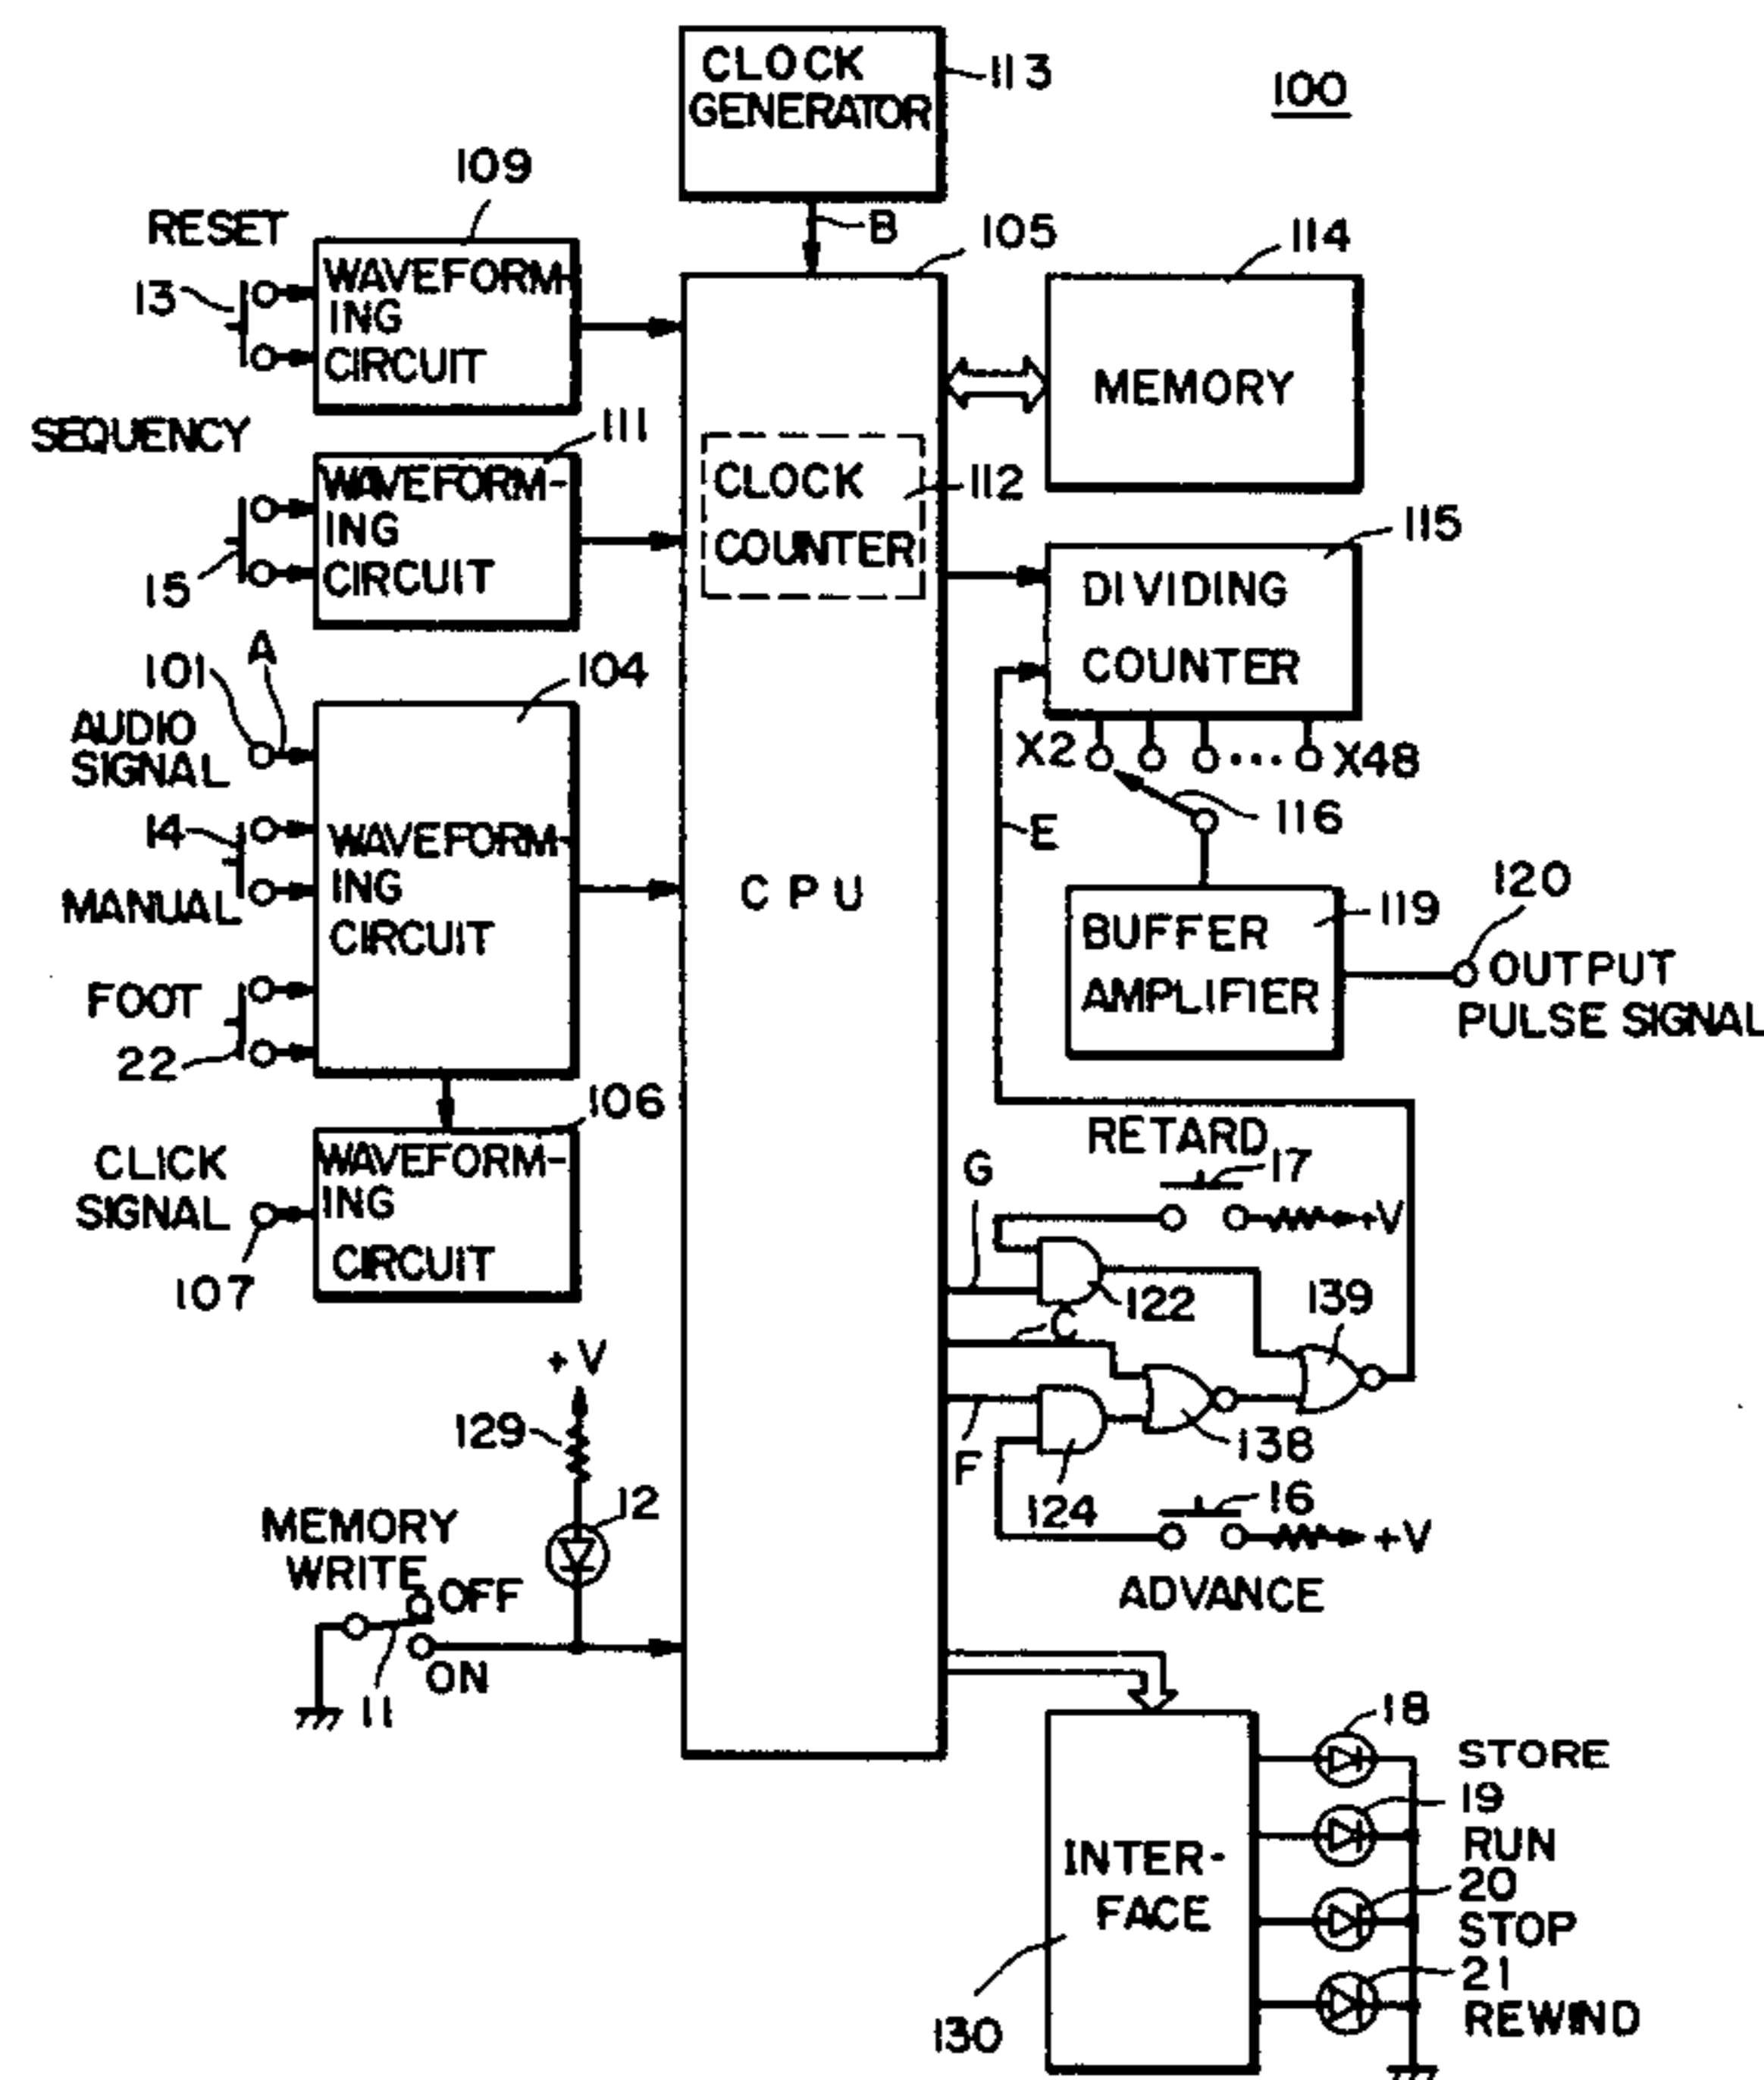 CLOCK
GENERATOR
113
100
B
109
RESET
13
WAVEFORM-
ING
CIRCUIT
105
114
MEMORY
SEQUENCY
111
WAVEFORM-
ING
CIRCUIT
15
CLOCK
COUNTER
112
115
DIVIDING
COUNTER
X2
X48
116
E
101
A
104
AUDIO
SIGNAL
14
MANUAL
WAVEFORM-
ING
CIRCUIT
FOOT
22
CPU
BUFFER
AMPLIFIER
119
120
OUTPUT
PULSE SIGNAL
106
CLICK
SIGNAL
107
WAVEFORM-
ING
CIRCUIT
RETARD
17
+V
G
122
C
139
138
F
124
16
+V
ADVANCE
+V
129
12
MEMORY
WRITE
OFF
ON
11
INTER-
FACE
130
18
STORE
19
RUN
20
STOP
21
REWIND